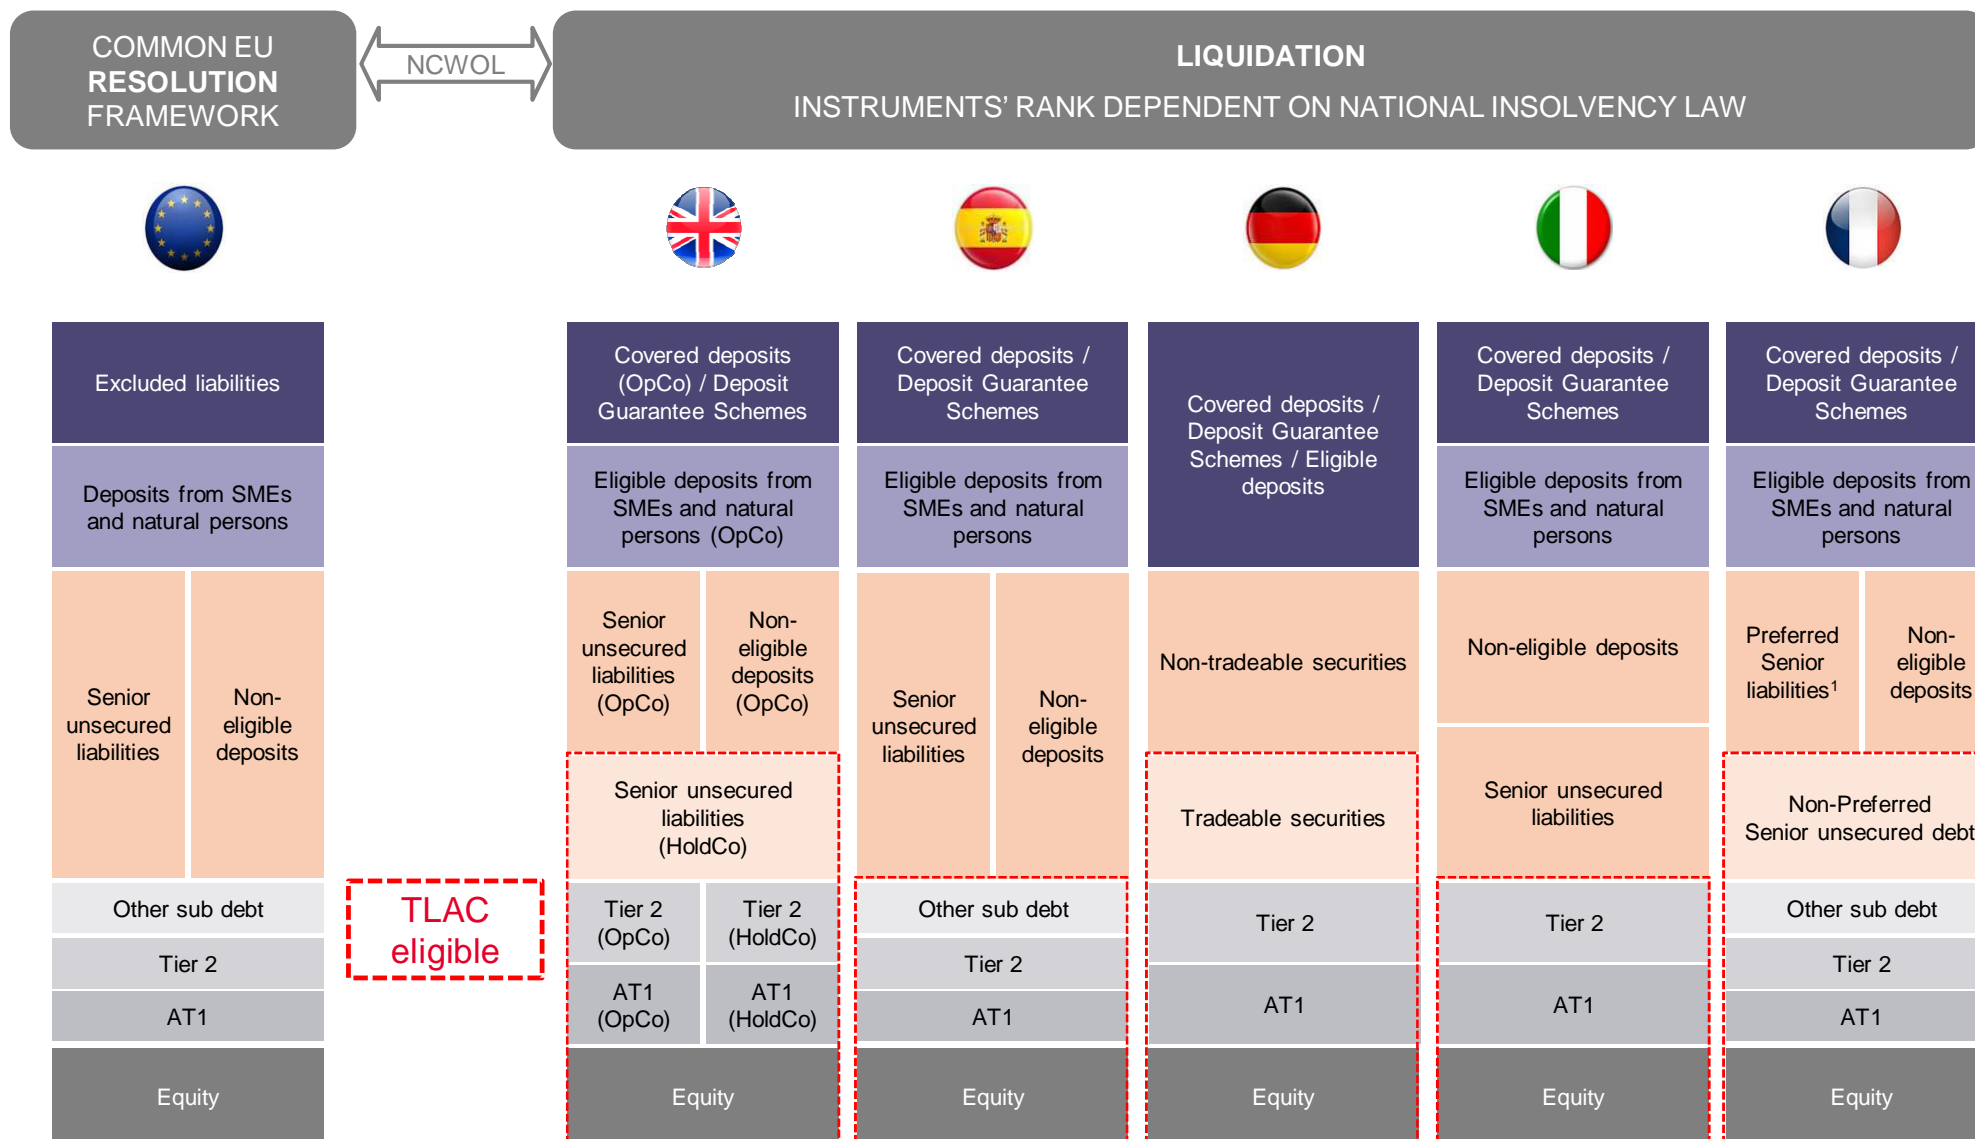 COMMON EU
RESOLUTION
FRAMEWORK
NCWOL
LIQUIDATION
INSTRUMENTS' RANK DEPENDENT ON NATIONAL INSOLVENCY LAW
Excluded liabilities
Deposits from SMEs
and natural persons
Senior
unsecured
liabilities
Non-
eligible
deposits
Other sub debt
Tier 2
AT1
Equity
TLAC
eligible
Covered deposits
(OpCo) / Deposit
Guarantee Schemes
Eligible deposits from
SMEs and natural
persons (OpCo)
Senior
unsecured
liabilities
(OpCo)
Non-
eligible
deposits
(OpCo)
Senior unsecured
liabilities
(HoldCo)
Tier 2
(OpCo)
Tier 2
(HoldCo)
AT1
(OpCo)
AT1
(HoldCo)
Equity
Covered deposits /
Deposit Guarantee
Schemes
Eligible deposits from
SMEs and natural
persons
Senior
unsecured
liabilities
Non-
eligible
deposits
Other sub debt
Tier 2
AT1
Equity
Covered deposits /
Deposit Guarantee
Schemes / Eligible
deposits
Non-tradeable securities
Tradeable securities
Tier 2
AT1
Equity
Covered deposits /
Deposit Guarantee
Schemes
Eligible deposits from
SMEs and natural
persons
Non-eligible deposits
Senior unsecured
liabilities
Tier 2
AT1
Equity
Covered deposits /
Deposit Guarantee
Schemes
Eligible deposits from
SMEs and natural
persons
Preferred
Senior
liabilities¹
Non-
eligible
deposits
Non-Preferred
Senior unsecured debt
Other sub debt
Tier 2
AT1
Equity